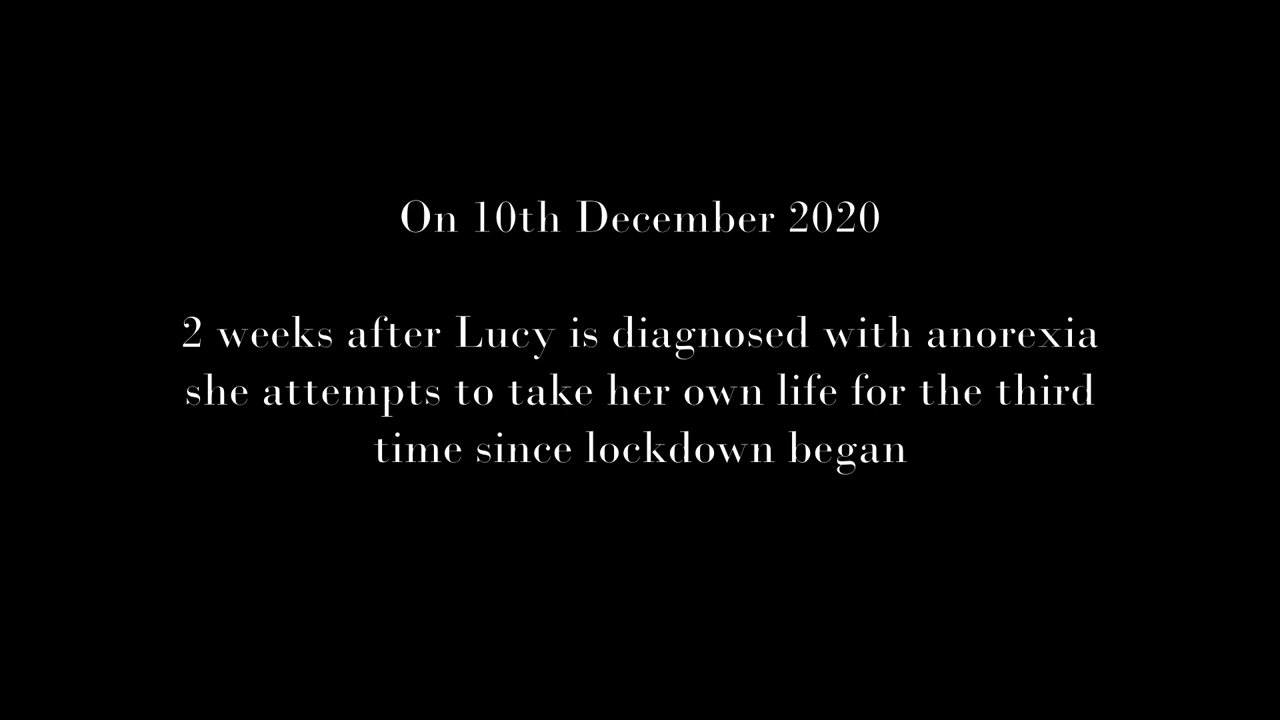 On 10th December 2020
2 weeks after Lucy is diagnosed with anorexia
she attempts to take her own life for the third
time since lockdown began